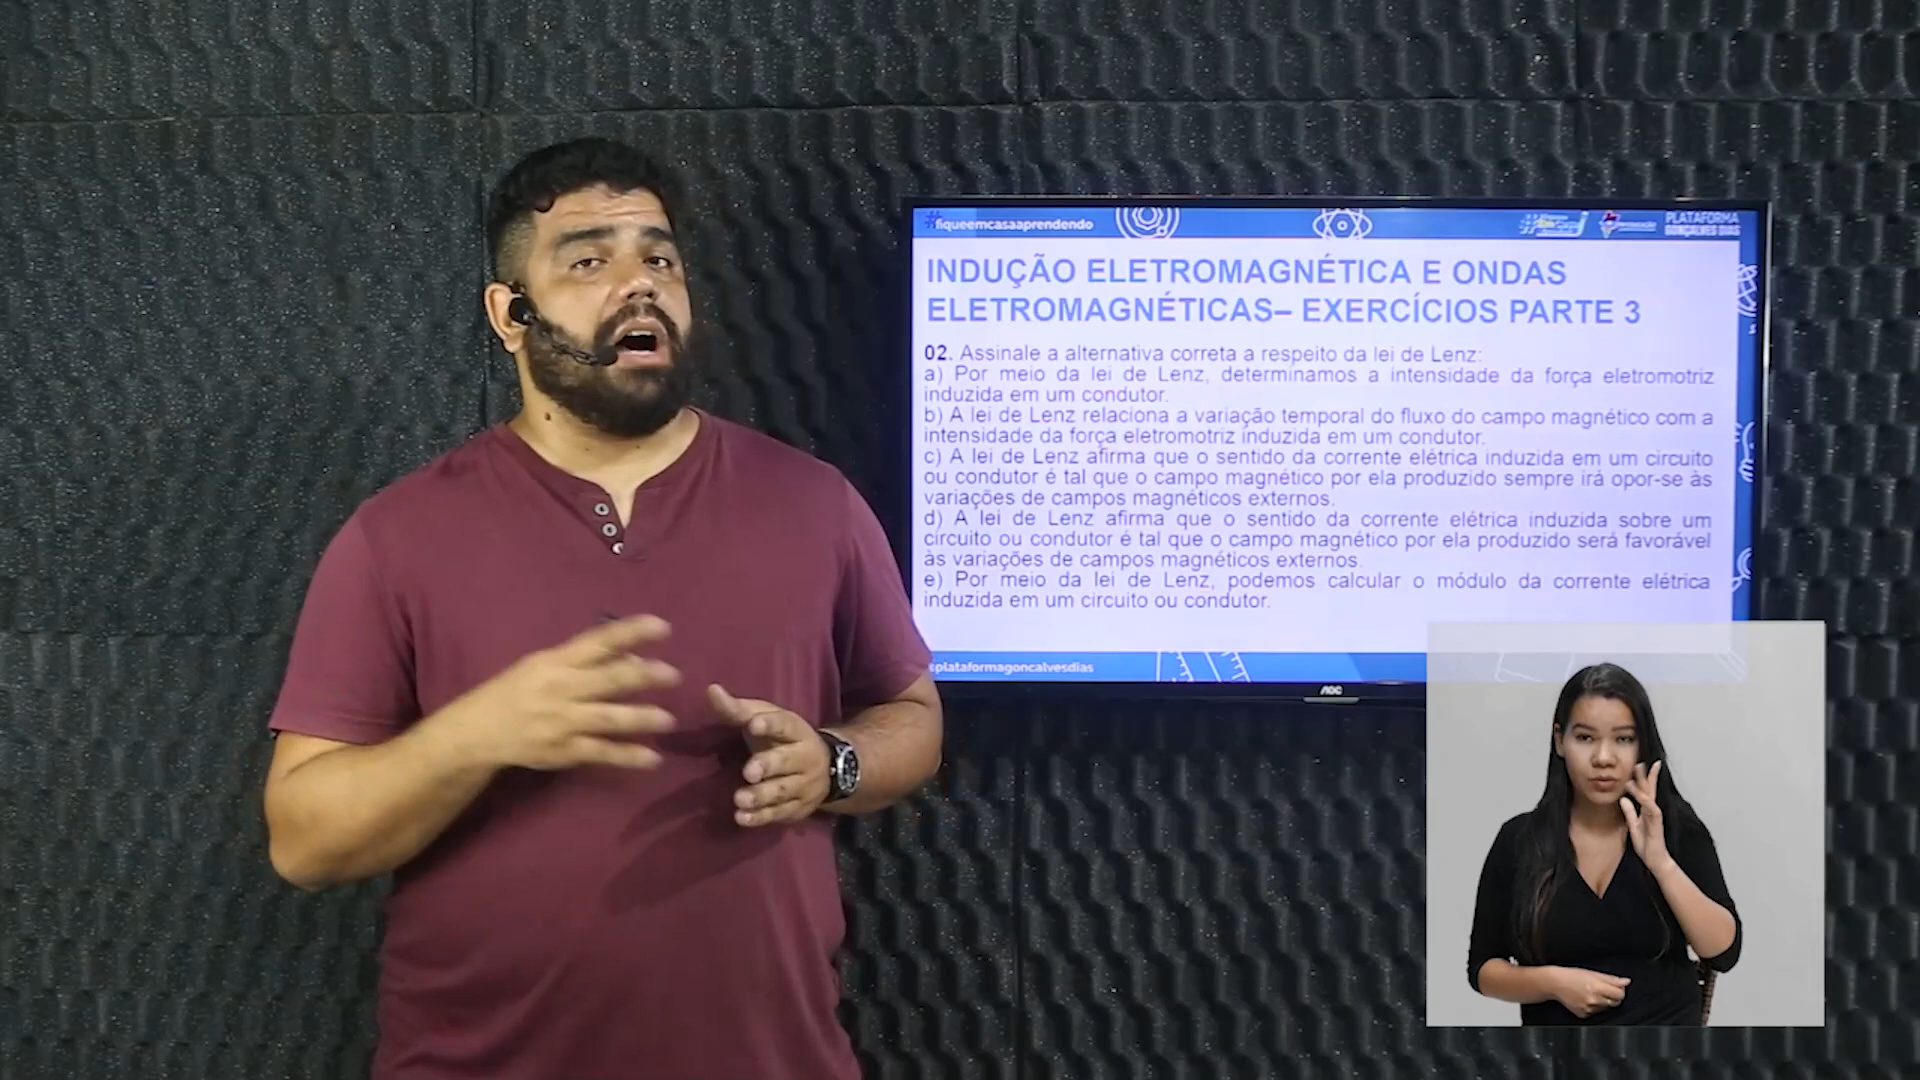 #fiqueemcasaaprendendo
PLATAFORMA
GONÇALVES DIAS
INDUÇÃO ELETROMAGNÉTICA E ONDAS
ELETROMAGNÉTICAS– EXERCÍCIOS PARTE 3
02. Assinale a alternativa correta a respeito da lei de Lenz:
a) Por meio da lei de Lenz, determinamos a intensidade da força eletromotriz
induzida em um condutor.
b) A lei de Lenz relaciona a variação temporal do fluxo do campo magnético com a
intensidade da força eletromotriz induzida em um condutor.
c) A lei de Lenz afirma que o sentido da corrente elétrica induzida em um circuito
ou condutor é tal que o campo magnético por ela produzido sempre irá opor-se às
variações de campos magnéticos externos.
d) A lei de Lenz afirma que o sentido da corrente elétrica induzida sobre um
circuito ou condutor é tal que o campo magnético por ela produzido será favorável
às variações de campos magnéticos externos.
e) Por meio da lei de Lenz, podemos calcular o módulo da corrente elétrica
induzida em um circuito ou condutor.
#plataformagoncalvesdias
AOC